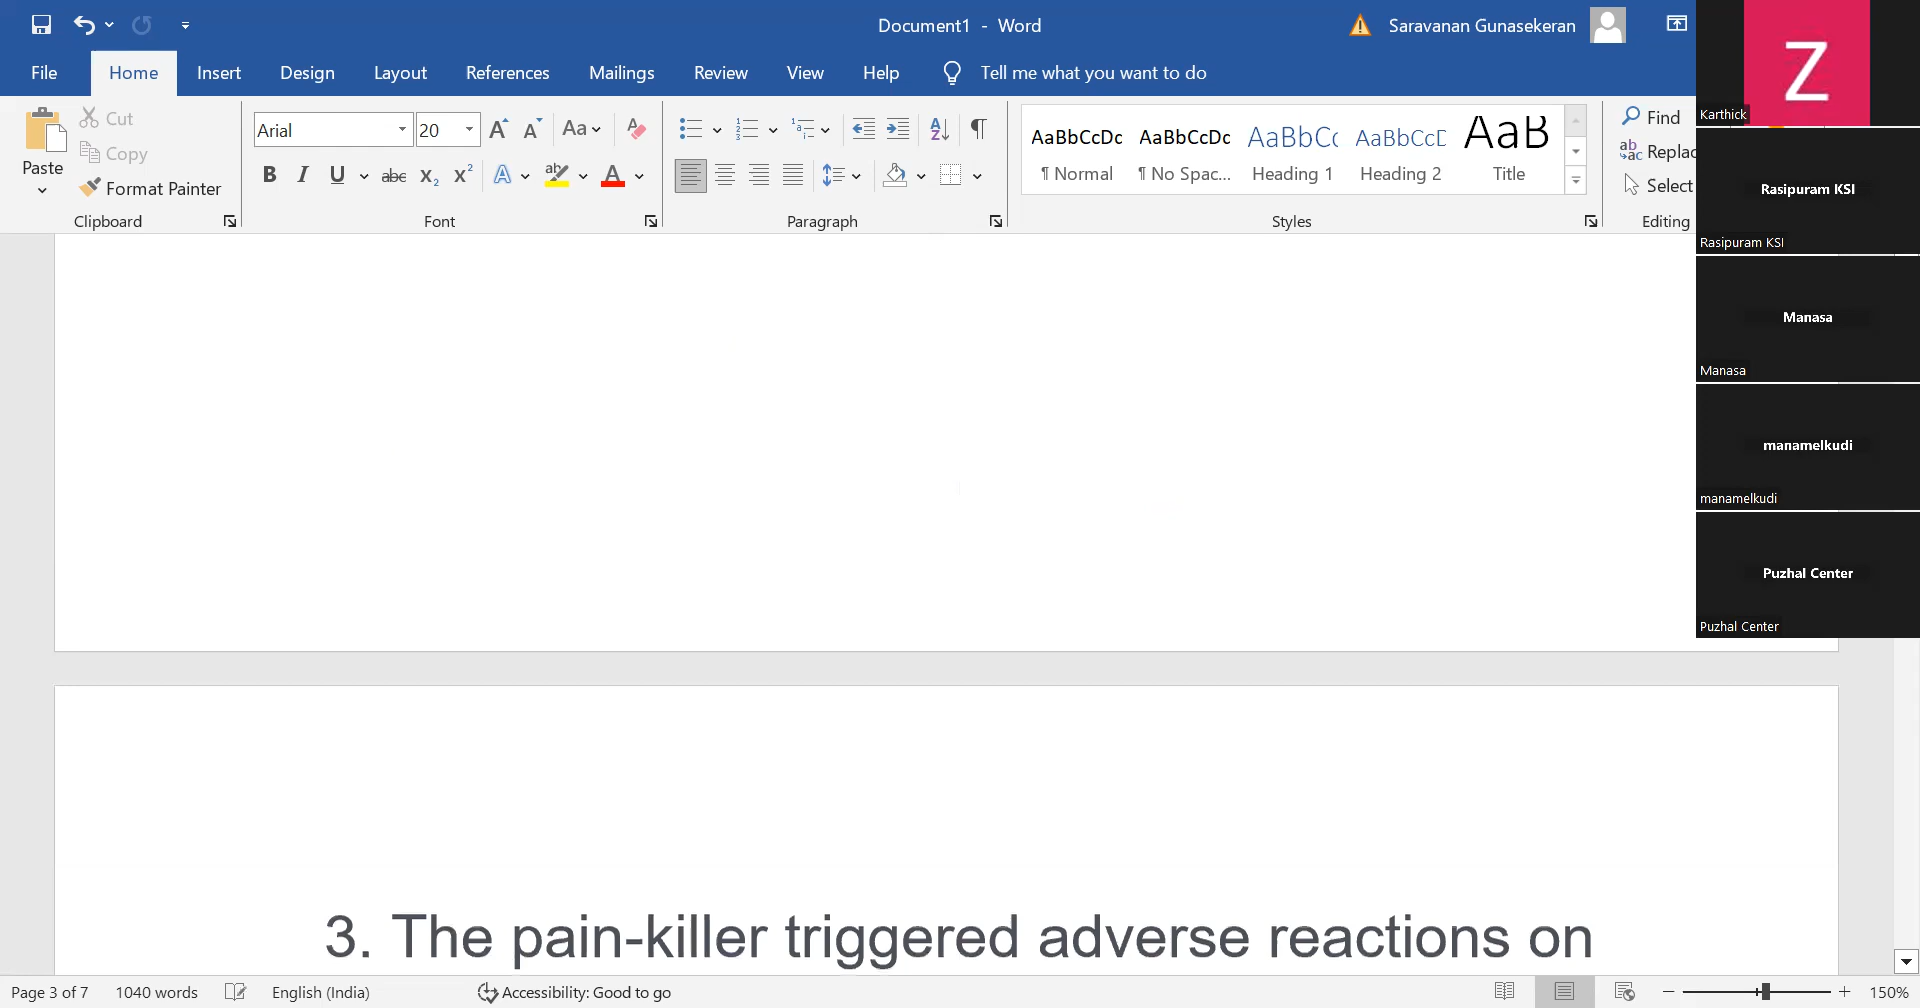 Document1 - Word
Saravanan Gunasekeran
File Home Insert Design Layout References Mailings Review View Help Tell me what you want to do
Paste
Cut
Copy
Format Painter
Clipboard
Arial 20
Font
Paragraph
AaBbCcDc AaBbCcDc AaBbCc AaBbCcD AaB
¶ Normal ¶ No Spac... Heading 1 Heading 2 Title
Styles
Find
Replac
Select
Editing
Z
Karthick
Rasipuram KSI
Rasipuram KSI
Manasa
Manasa
manamelkudi
manamelkudi
Puzhal Center
Puzhal Center
3. The pain-killer triggered adverse reactions on
Page 3 of 7 1040 words English (India) Accessibility: Good to go 150%